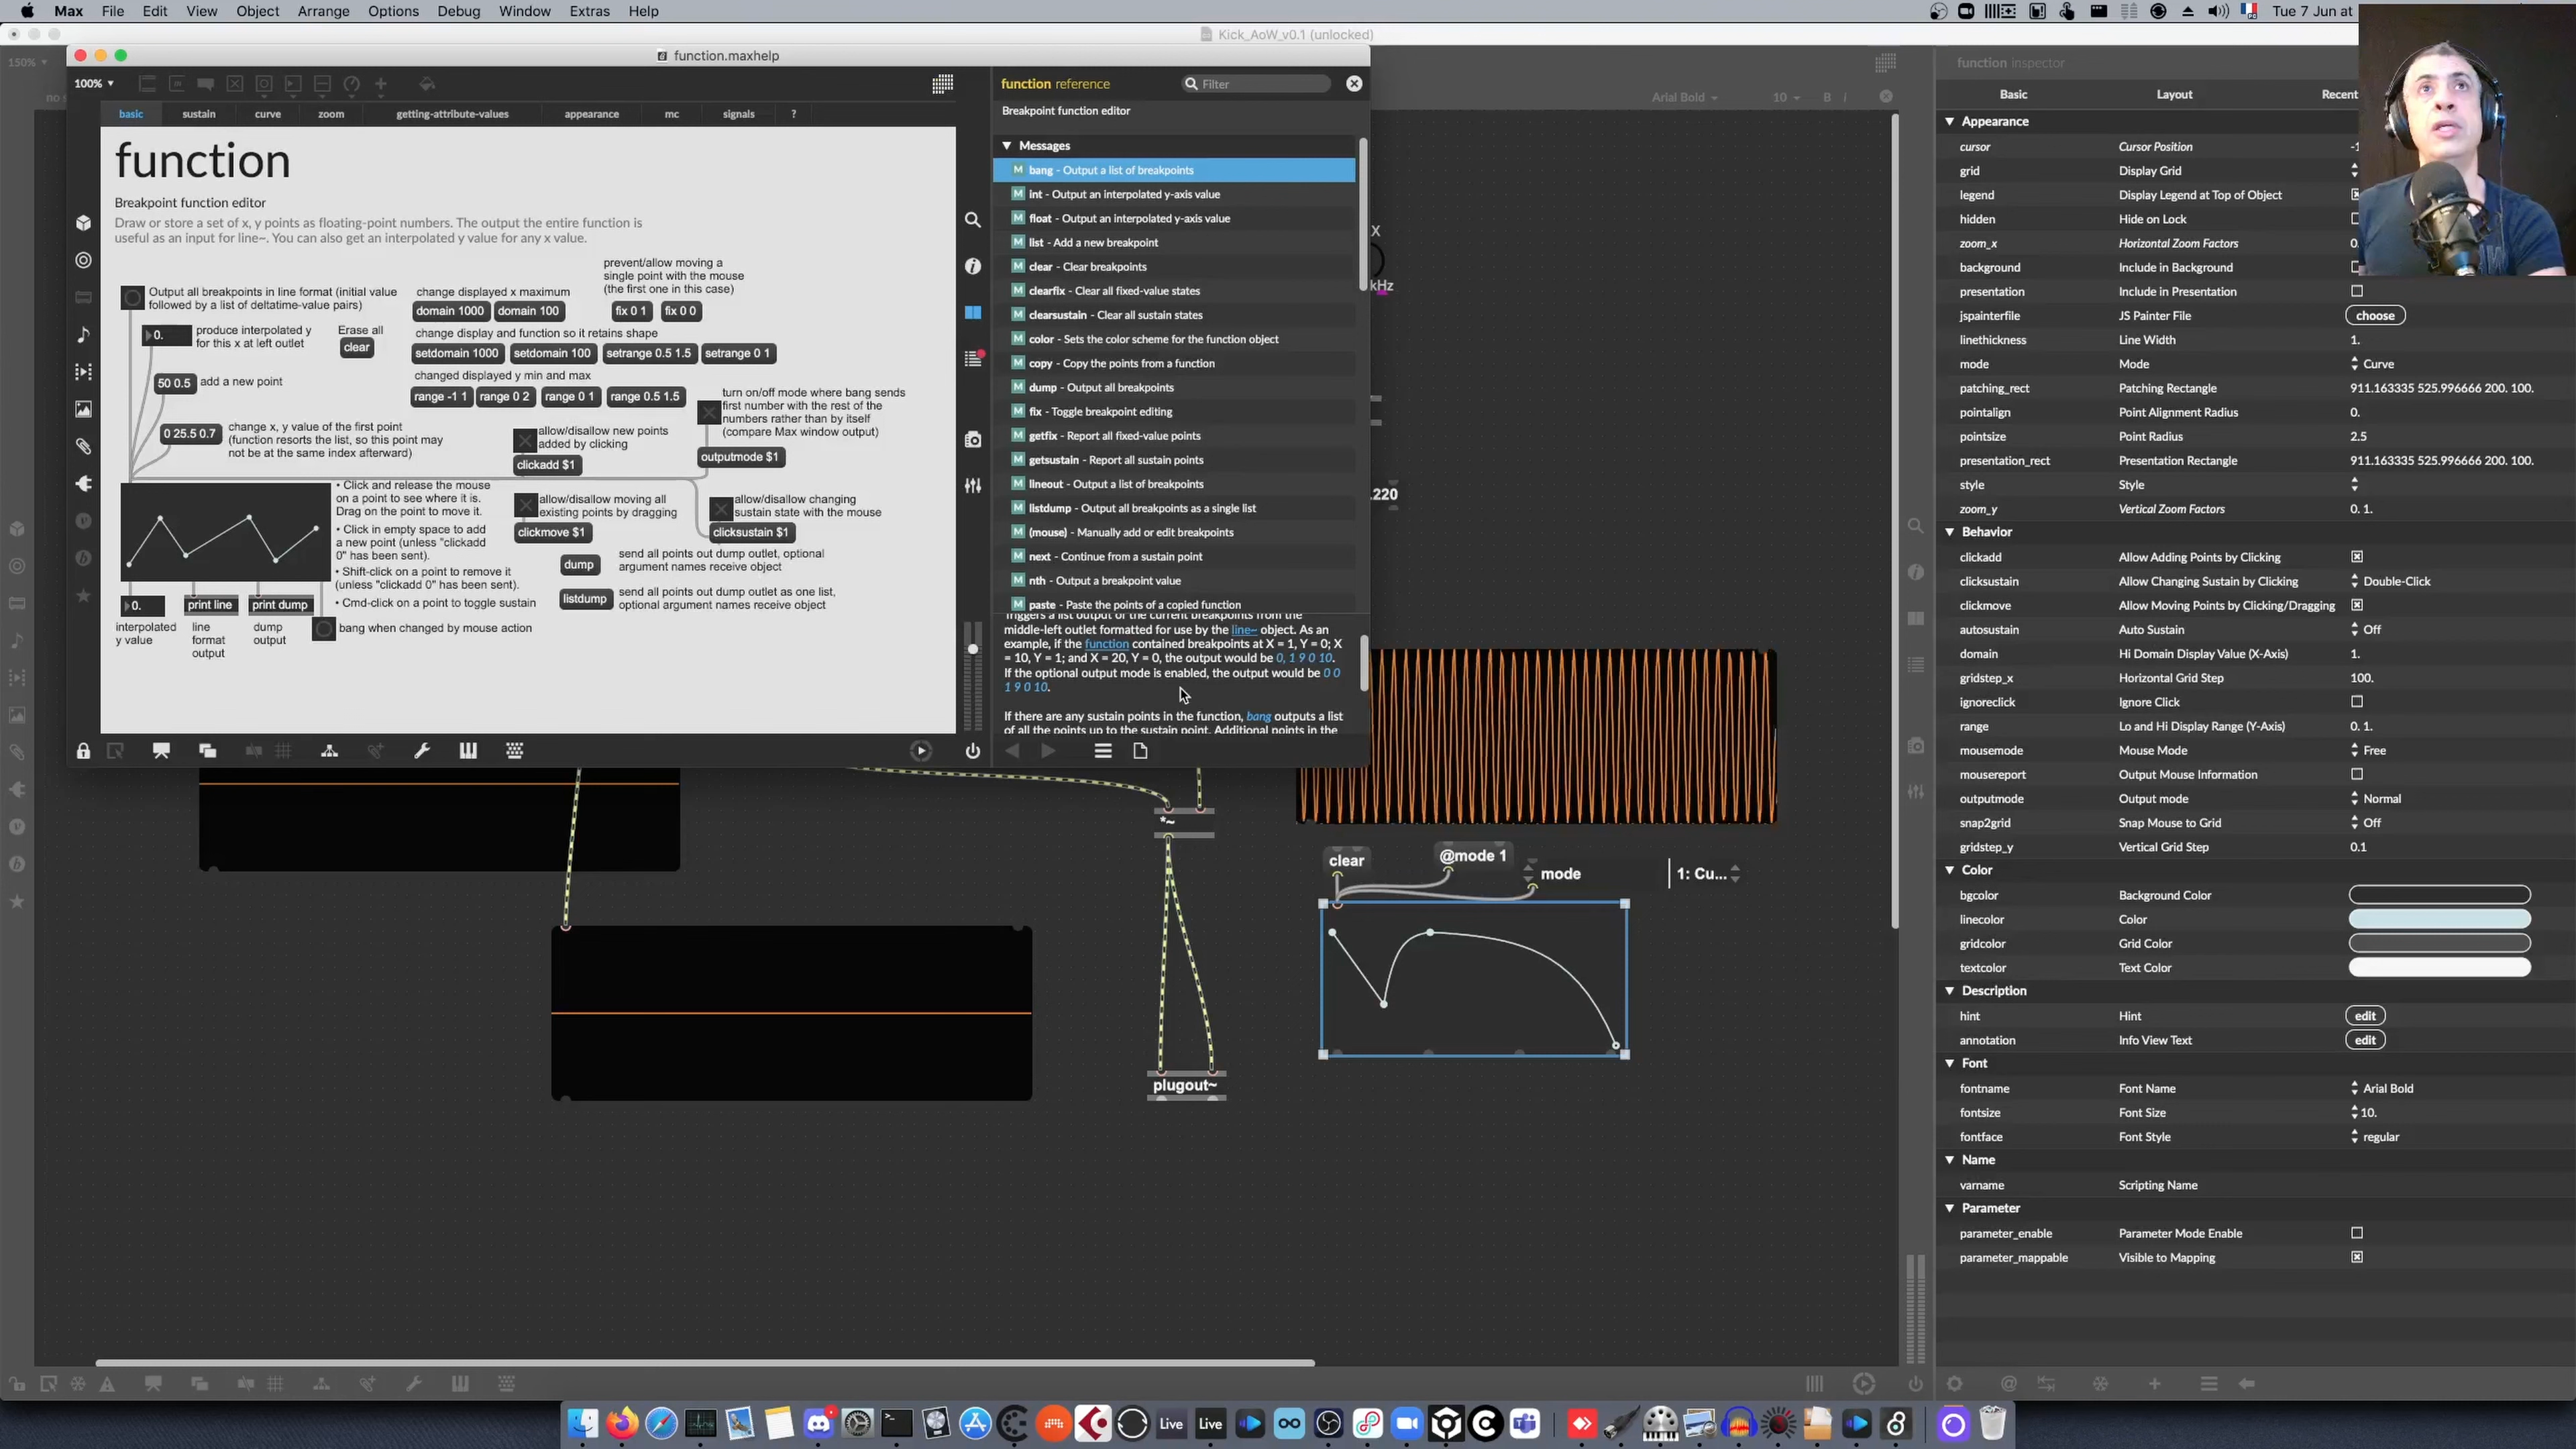 Max File Edit View Object Arrange Options Debug Window Extras Help
Tue 7 Jun at
Kick_AoW_v0.1 (unlocked)
150%
function.maxhelp
100%
basic sustain curve zoom getting-attribute-values appearance mc signals ?
function
Breakpoint function editor
Draw or store a set of x, y points as floating-point numbers. The output the entire function is
useful as an input for line~. You can also get an interpolated y value for any x value.
Output all breakpoints in line format (initial value
followed by a list of deltatime-value pairs)
0.
produce interpolated y
for this x at left outlet
Erase all
clear
50 0.5
add a new point
0 25.5 0.7
change x, y value of the first point
(function resorts the list, so this point may
not be at the same index afterward)
change displayed x maximum
domain 1000 domain 100
prevent/allow moving a
single point with the mouse
(the first one in this case)
fix 0 1 fix 0 0
change display and function so it retains shape
setdomain 1000 setdomain 100 setrange 0.5 1.5 setrange 0 1
changed displayed y min and max
range -1 1 range 0 2 range 0 1 range 0.5 1.5
turn on/off mode where bang sends
first number with the rest of the
numbers rather than by itself
(compare Max window output)
outputmode $1
allow/disallow new points
added by clicking
clickadd $1
• Click and release the mouse
on a point to see where it is.
Drag on the point to move it.
• Click in empty space to add
a new point (unless "clickadd
0" has been sent).
• Shift-click on a point to remove it
(unless "clickadd 0" has been sent).
• Cmd-click on a point to toggle sustain
allow/disallow moving all
existing points by dragging
clickmove $1
allow/disallow changing
sustain state with the mouse
clicksustain $1
dump
send all points out dump outlet, optional
argument names receive object
listdump
send all points out dump outlet as one list,
optional argument names receive object
0.
print line
print dump
interpolated
y value
line
format
output
dump
output
bang when changed by mouse action
function reference
Filter
Breakpoint function editor
Messages
M bang - Output a list of breakpoints
M int - Output an interpolated y-axis value
M float - Output an interpolated y-axis value
M list - Add a new breakpoint
M clear - Clear breakpoints
M clearfix - Clear all fixed-value states
M clearsustain - Clear all sustain states
M color - Sets the color scheme for the function object
M copy - Copy the points from a function
M dump - Output all breakpoints
M fix - Toggle breakpoint editing
M getfix - Report all fixed-value points
M getsustain - Report all sustain points
M lineout - Output a list of breakpoints
M listdump - Output all breakpoints as a single list
M (mouse) - Manually add or edit breakpoints
M next - Continue from a sustain point
M nth - Output a breakpoint value
M paste - Paste the points of a copied function
Triggers a list output of the current breakpoints from the
middle-left outlet formatted for use by the line~ object. As an
example, if the function contained breakpoints at X = 1, Y = 0; X
= 10, Y = 1; and X = 20, Y = 0, the output would be 0, 1 9 0 10.
If the optional output mode is enabled, the output would be 0 0
1 9 0 10.
If there are any sustain points in the function, bang outputs a list
of all the points up to the sustain point. Additional points in the
Arial Bold 10 B i
X
kHz
.220
*~
plugout~
clear
@mode 1
mode
1: Cu...
function inspector
Basic Layout Recent
Appearance
cursor Cursor Position -1
grid Display Grid
legend Display Legend at Top of Object
hidden Hide on Lock
zoom_x Horizontal Zoom Factors 0.
background Include in Background
presentation Include in Presentation
jspainterfile JS Painter File choose
linethickness Line Width 1.
mode Mode Curve
patching_rect Patching Rectangle 911.163335 525.996666 200. 100.
pointalign Point Alignment Radius 0.
pointsize Point Radius 2.5
presentation_rect Presentation Rectangle 911.163335 525.996666 200. 100.
style Style
zoom_y Vertical Zoom Factors 0. 1.
Behavior
clickadd Allow Adding Points by Clicking
clicksustain Allow Changing Sustain by Clicking Double-Click
clickmove Allow Moving Points by Clicking/Dragging
autosustain Auto Sustain Off
domain Hi Domain Display Value (X-Axis) 1.
gridstep_x Horizontal Grid Step 100.
ignoreclick Ignore Click
range Lo and Hi Display Range (Y-Axis) 0. 1.
mousemode Mouse Mode Free
mousereport Output Mouse Information
outputmode Output mode Normal
snap2grid Snap Mouse to Grid Off
gridstep_y Vertical Grid Step 0.1
Color
bgcolor Background Color
linecolor Color
gridcolor Grid Color
textcolor Text Color
Description
hint Hint edit
annotation Info View Text edit
Font
fontname Font Name Arial Bold
fontsize Font Size 10.
fontface Font Style regular
Name
varname Scripting Name
Parameter
parameter_enable Parameter Mode Enable
parameter_mappable Visible to Mapping
Live Live